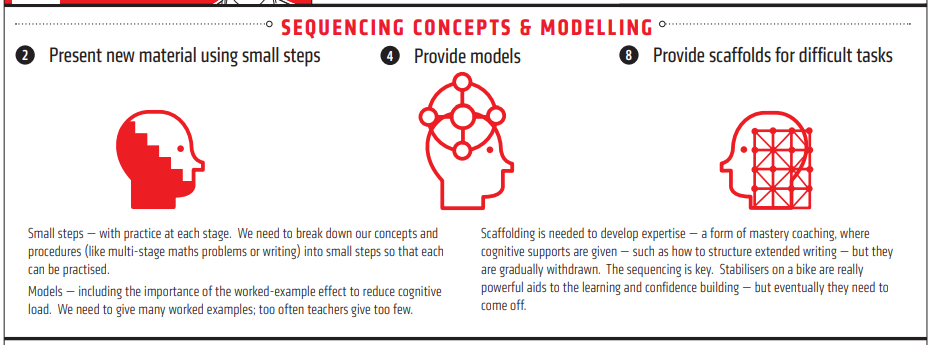 SEQUENCING CONCEPTS & MODELLING
2 Present new material using small steps
4 Provide models
8 Provide scaffolds for difficult tasks
Small steps — with practice at each stage. We need to break down our concepts and
procedures (like multi-stage maths problems or writing) into small steps so that each
can be practised.
Models — including the importance of the worked-example effect to reduce cognitive
load. We need to give many worked examples; too often teachers give too few.
Scaffolding is needed to develop expertise — a form of mastery coaching, where
cognitive supports are given — such as how to structure extended writing — but they
are gradually withdrawn. The sequencing is key. Stabilisers on a bike are really
powerful aids to the learning and confidence building — but eventually they need to
come off.